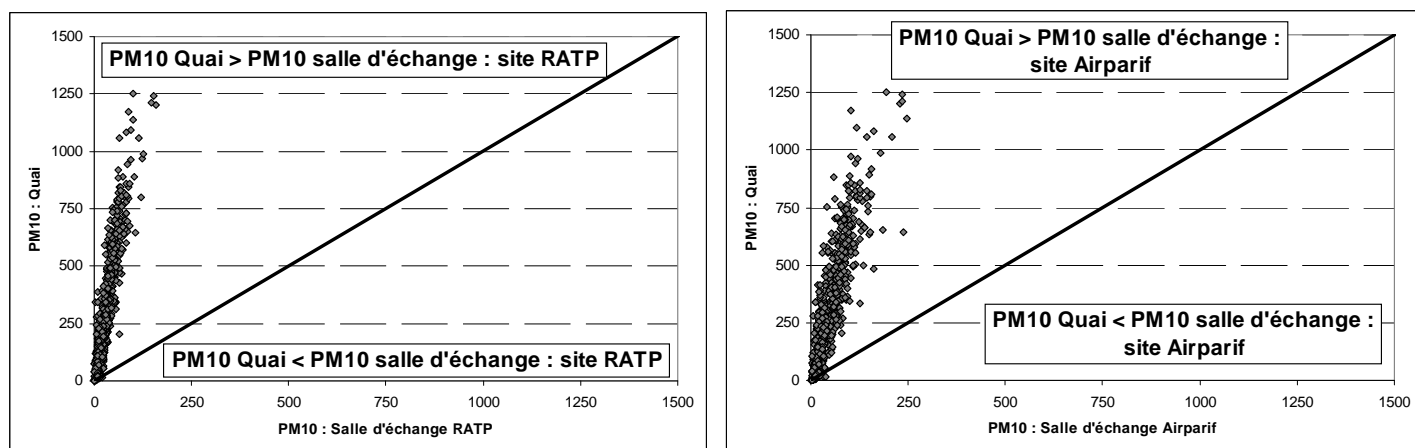 PM10 Quai > PM10 salle d'échange : site RATP
1500
1250
1000
750
500
250
0
PM10 : Quai
PM10 Quai < PM10 salle d'échange : site RATP
0 250 500 750 1000 1250 1500
PM10 : Salle d'échange RATP
PM10 Quai > PM10 salle d'échange :
site Airparif
1500
1250
1000
750
500
250
0
PM10 : Quai
PM10 Quai < PM10 salle d'échange :
site Airparif
0 250 500 750 1000 1250 1500
PM10 : Salle d'échange Airparif